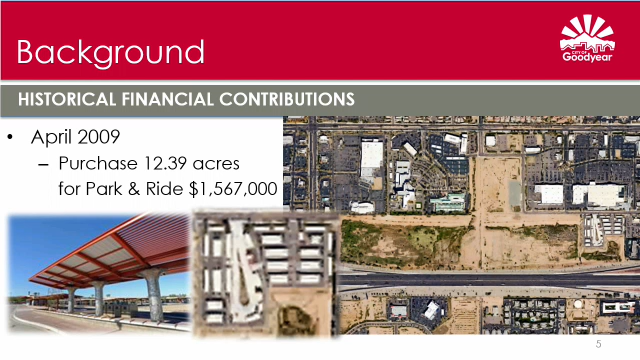 Background
CITY OF
Goodyear
HISTORICAL FINANCIAL CONTRIBUTIONS
• April 2009
– Purchase 12.39 acres
for Park & Ride $1,567,000
5